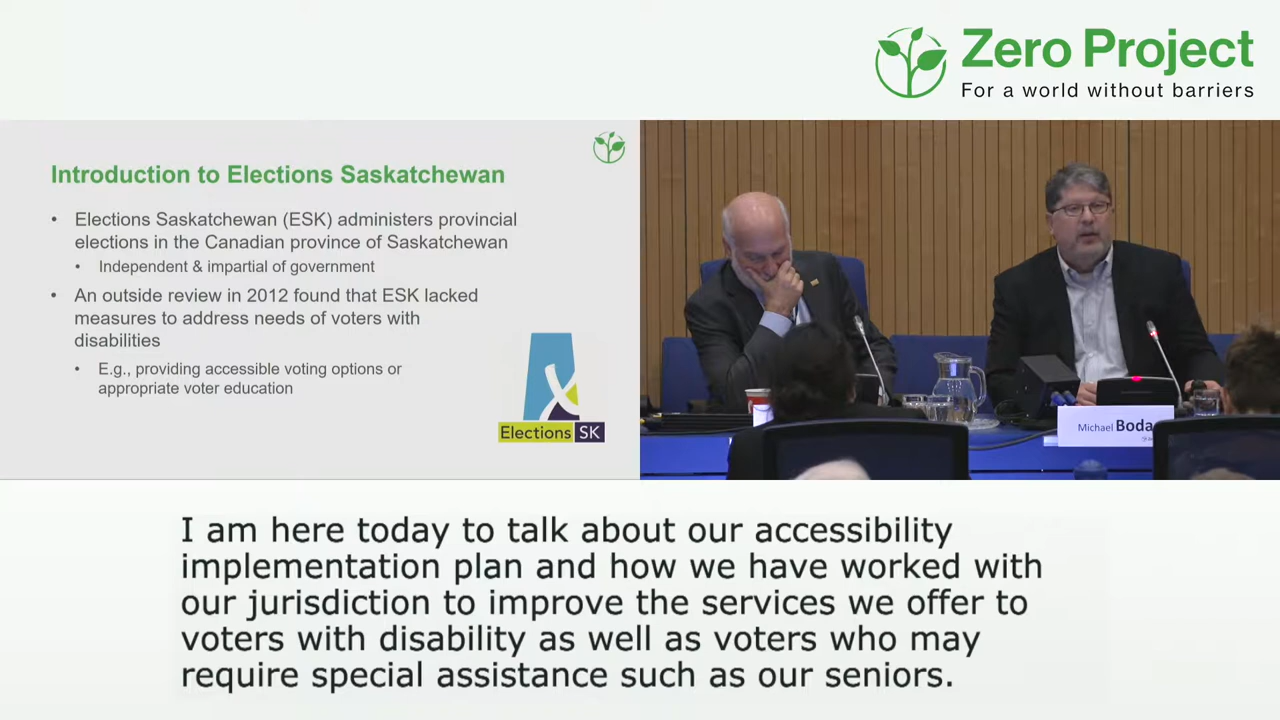 Zero Project
For a world without barriers
Introduction to Elections Saskatchewan
• Elections Saskatchewan (ESK) administers provincial
elections in the Canadian province of Saskatchewan
• Independent & impartial of government
• An outside review in 2012 found that ESK lacked
measures to address needs of voters with
disabilities
• E.g., providing accessible voting options or
appropriate voter education
Elections SK
Michael Boda
I am here today to talk about our accessibility
implementation plan and how we have worked with
our jurisdiction to improve the services we offer to
voters with disability as well as voters who may
require special assistance such as our seniors.